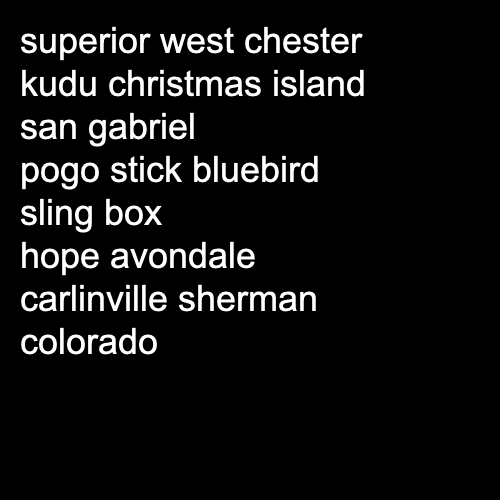 superior west chester
kudu christmas island
san gabriel
pogo stick bluebird
sling box
hope avondale
carlinville sherman
colorado